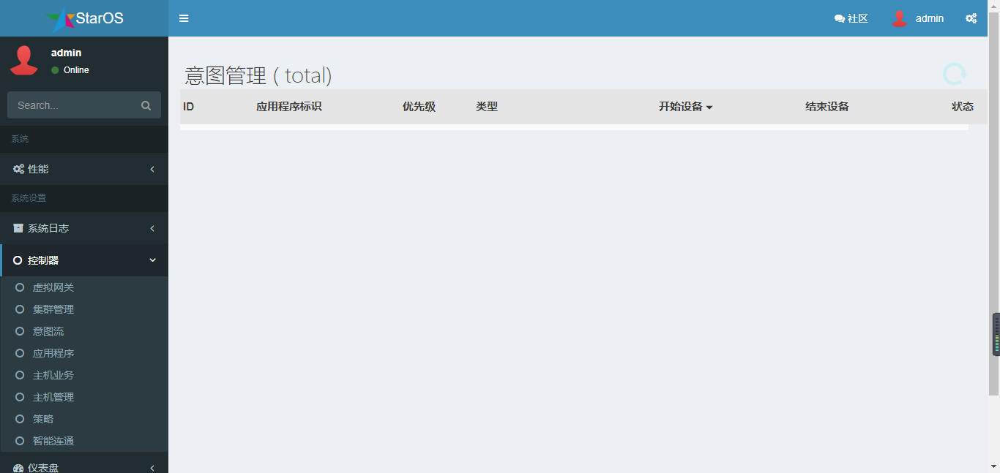 StarOS
社区
admin
admin
Online
Search...
系统
性能
系统设置
系统日志
控制器
虚拟网关
集群管理
意图流
应用程序
主机业务
主机管理
策略
智能连通
仪表盘
意图管理 ( total)
ID 应用程序标识 优先级 类型 开始设备 结束设备 状态